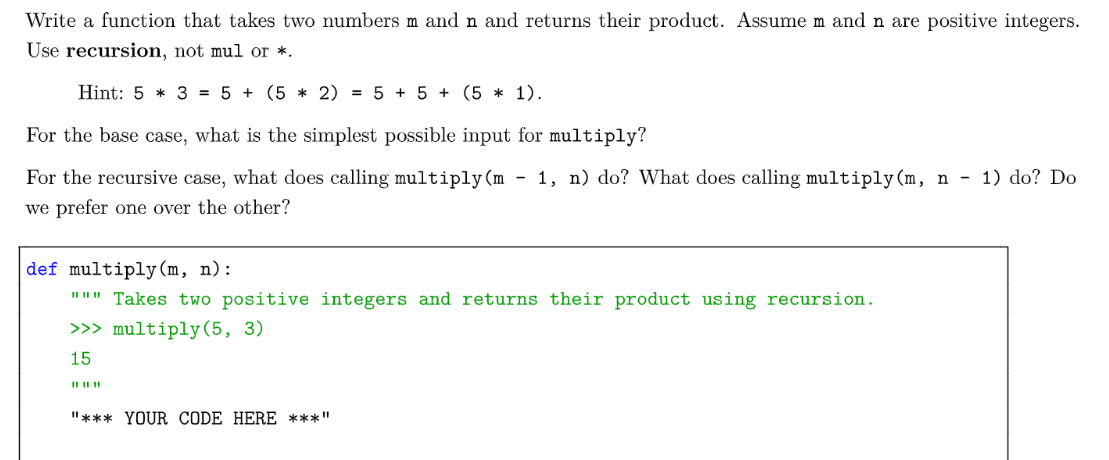 Write a function that takes two numbers m and n and returns their product. Assume m and n are positive integers.
Use recursion, not mul or *.
Hint: 5 * 3 = 5 + (5 * 2) = 5 + 5 + (5 * 1).
For the base case, what is the simplest possible input for multiply?
For the recursive case, what does calling multiply(m - 1, n) do? What does calling multiply(m, n - 1) do? Do
we prefer one over the other?
def multiply(m, n):
    """ Takes two positive integers and returns their product using recursion.
    >>> multiply(5, 3)
    15
    """
    "*** YOUR CODE HERE ***"